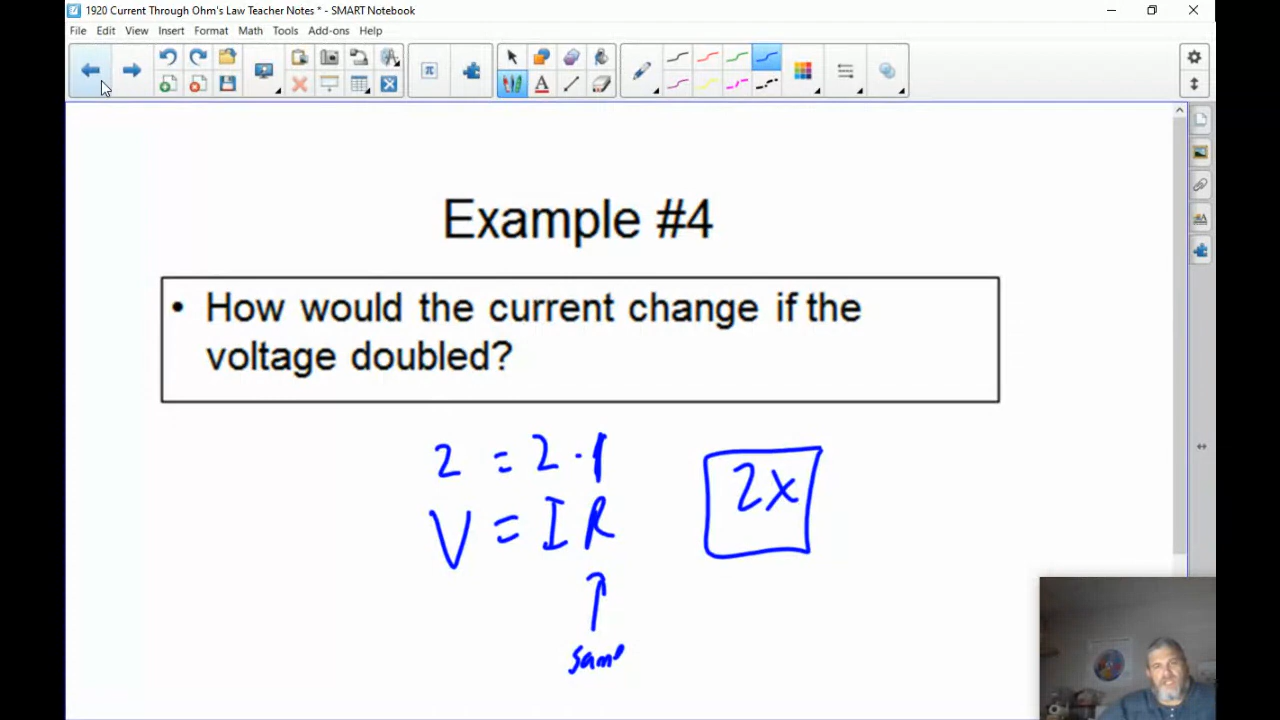 1920 Current Through Ohm's Law Teacher Notes * - SMART Notebook
File Edit View Insert Format Math Tools Add-ons Help
Example #4
• How would the current change if the
voltage doubled?
2 = 2 · 1
V = I R
2x
same